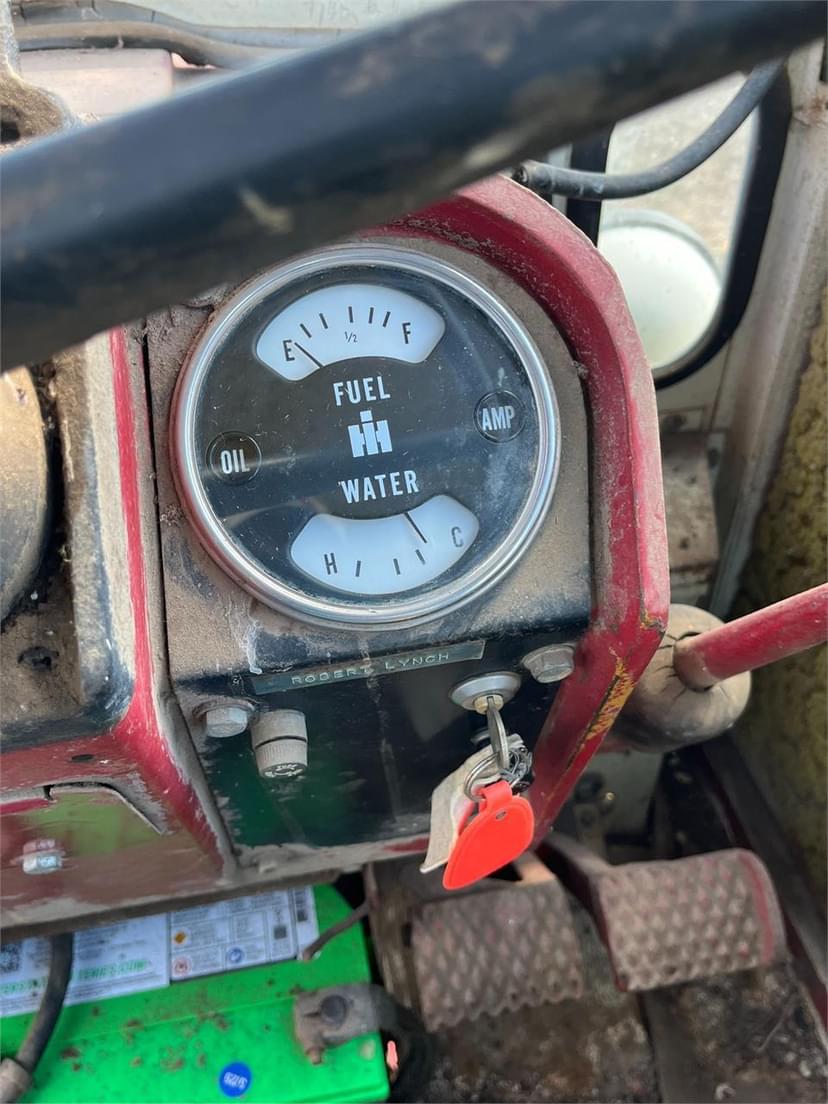 E 1/2 F
FUEL
OIL
AMP
IH
WATER
H C
ROBERT LYNCH